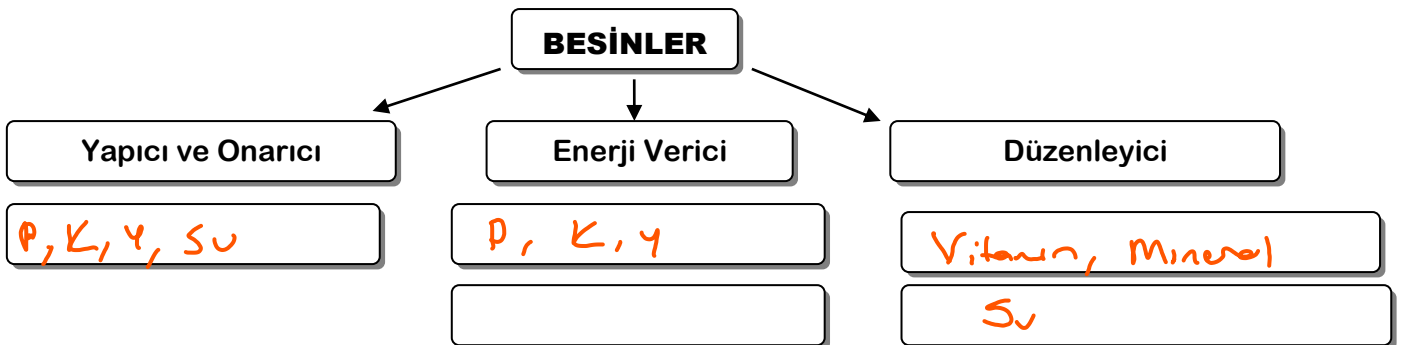 BESİNLER
Yapıcı ve Onarıcı
Enerji Verici
Düzenleyici
P, K, Y, Su
P, K, Y
Vitamin, Mineral
Su